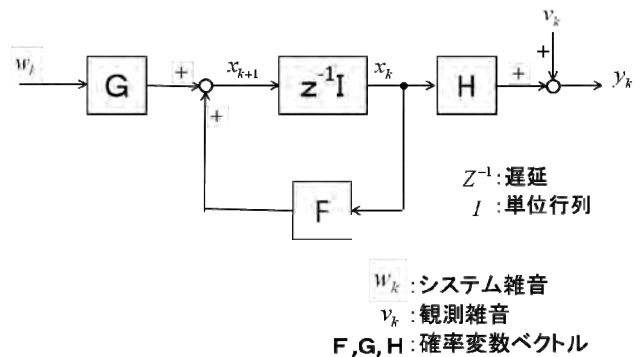 v_k
+
w_k
G
+
x_{k+1}
z⁻¹I
x_k
H
+
y_k
+
F
Z⁻¹:遅延
I :単位行列
w_k:システム雑音
v_k:観測雑音
F,G,H:確率変数ベクトル